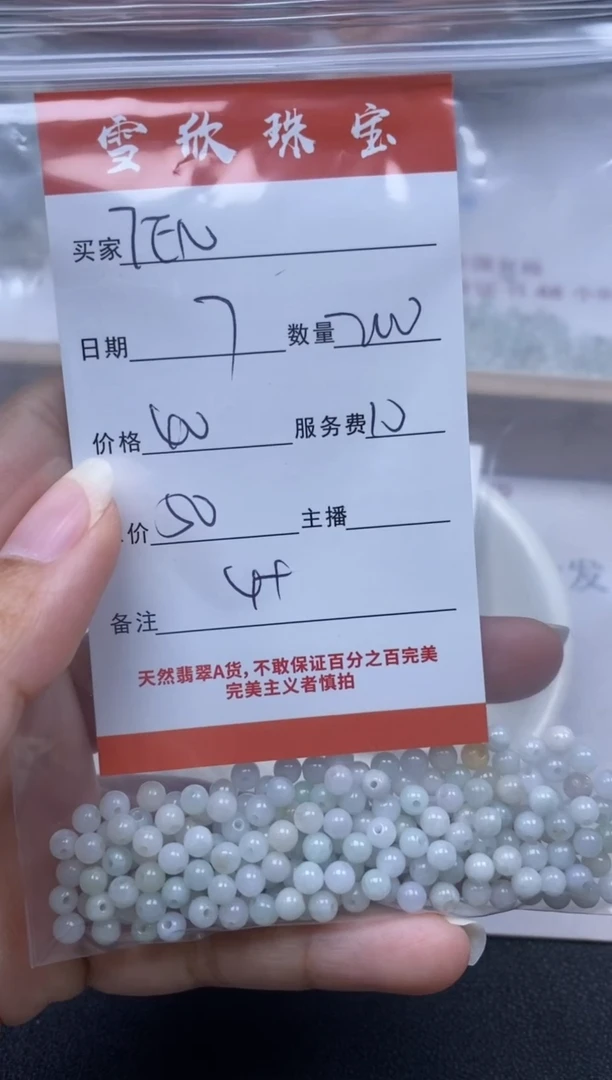 雪欣珠宝
买家 TEN
日期 7 数量 200
价格 60 服务费 10
价 50 主播
备注
天然翡翠A货,不敢保证百分之百完美
完美主义者慎拍